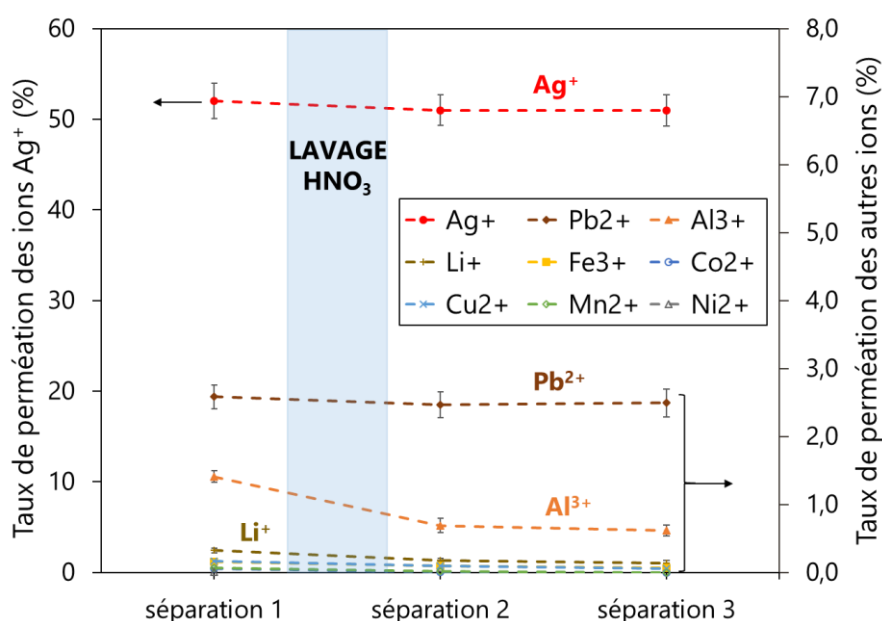 Taux de perméation des ions Ag⁺ (%)
60
50
40
30
20
10
0
LAVAGE
HNO₃
Ag⁺
Ag+ Pb2+ Al3+
Li+ Fe3+ Co2+
Cu2+ Mn2+ Ni2+
Pb²⁺
Al³⁺
Li⁺
8,0
7,0
6,0
5,0
4,0
3,0
2,0
1,0
0,0
Taux de perméation des autres ions (%)
séparation 1 séparation 2 séparation 3